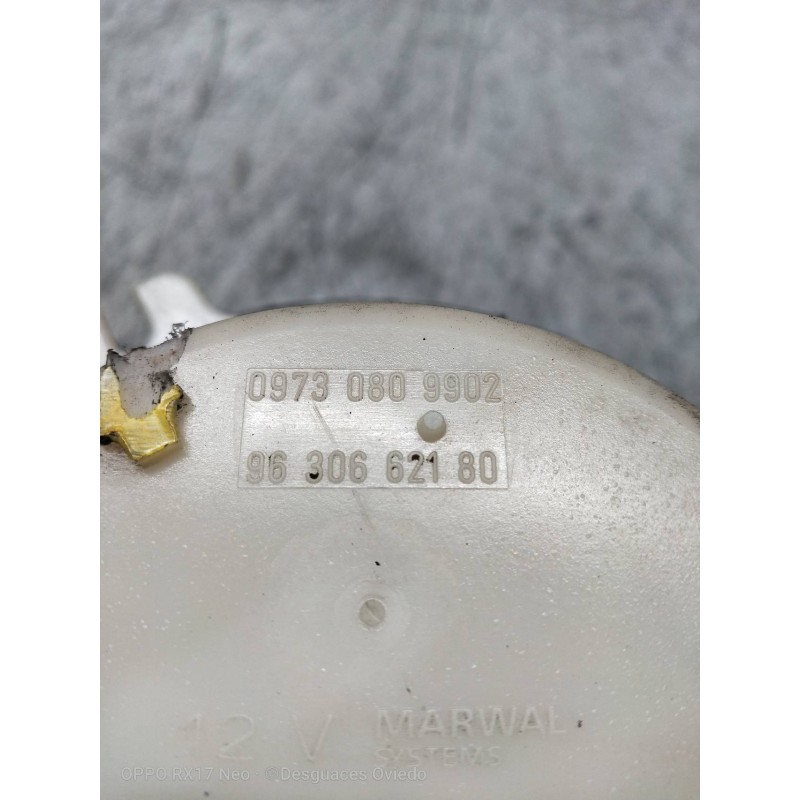 0973 080 9902
96 306 621 80
12 V MARWAL
SYSTEMS
OPPO RX17 Neo · ®Desguaces Oviedo